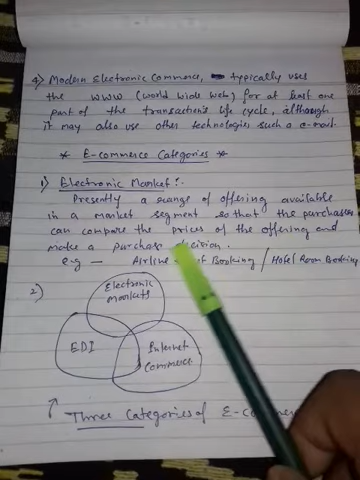 4) Modern Electronic Commerce, typically uses
the WWW (World Wide Web) for at least one
part of the transaction's life cycle, although
it may also use other technologies such a e-mail.
* E-commerce Categories *
1) Electronic Market :-
Presently a range of offering available
in a market segment so that the purchases
can compare the prices of the offering and
make a purchase decision.
e.g — Airline Booking / Hotel Room Booking
2)
Electronic
markets
EDI
Internet
Commerce
↑ Three Categories of E-commer